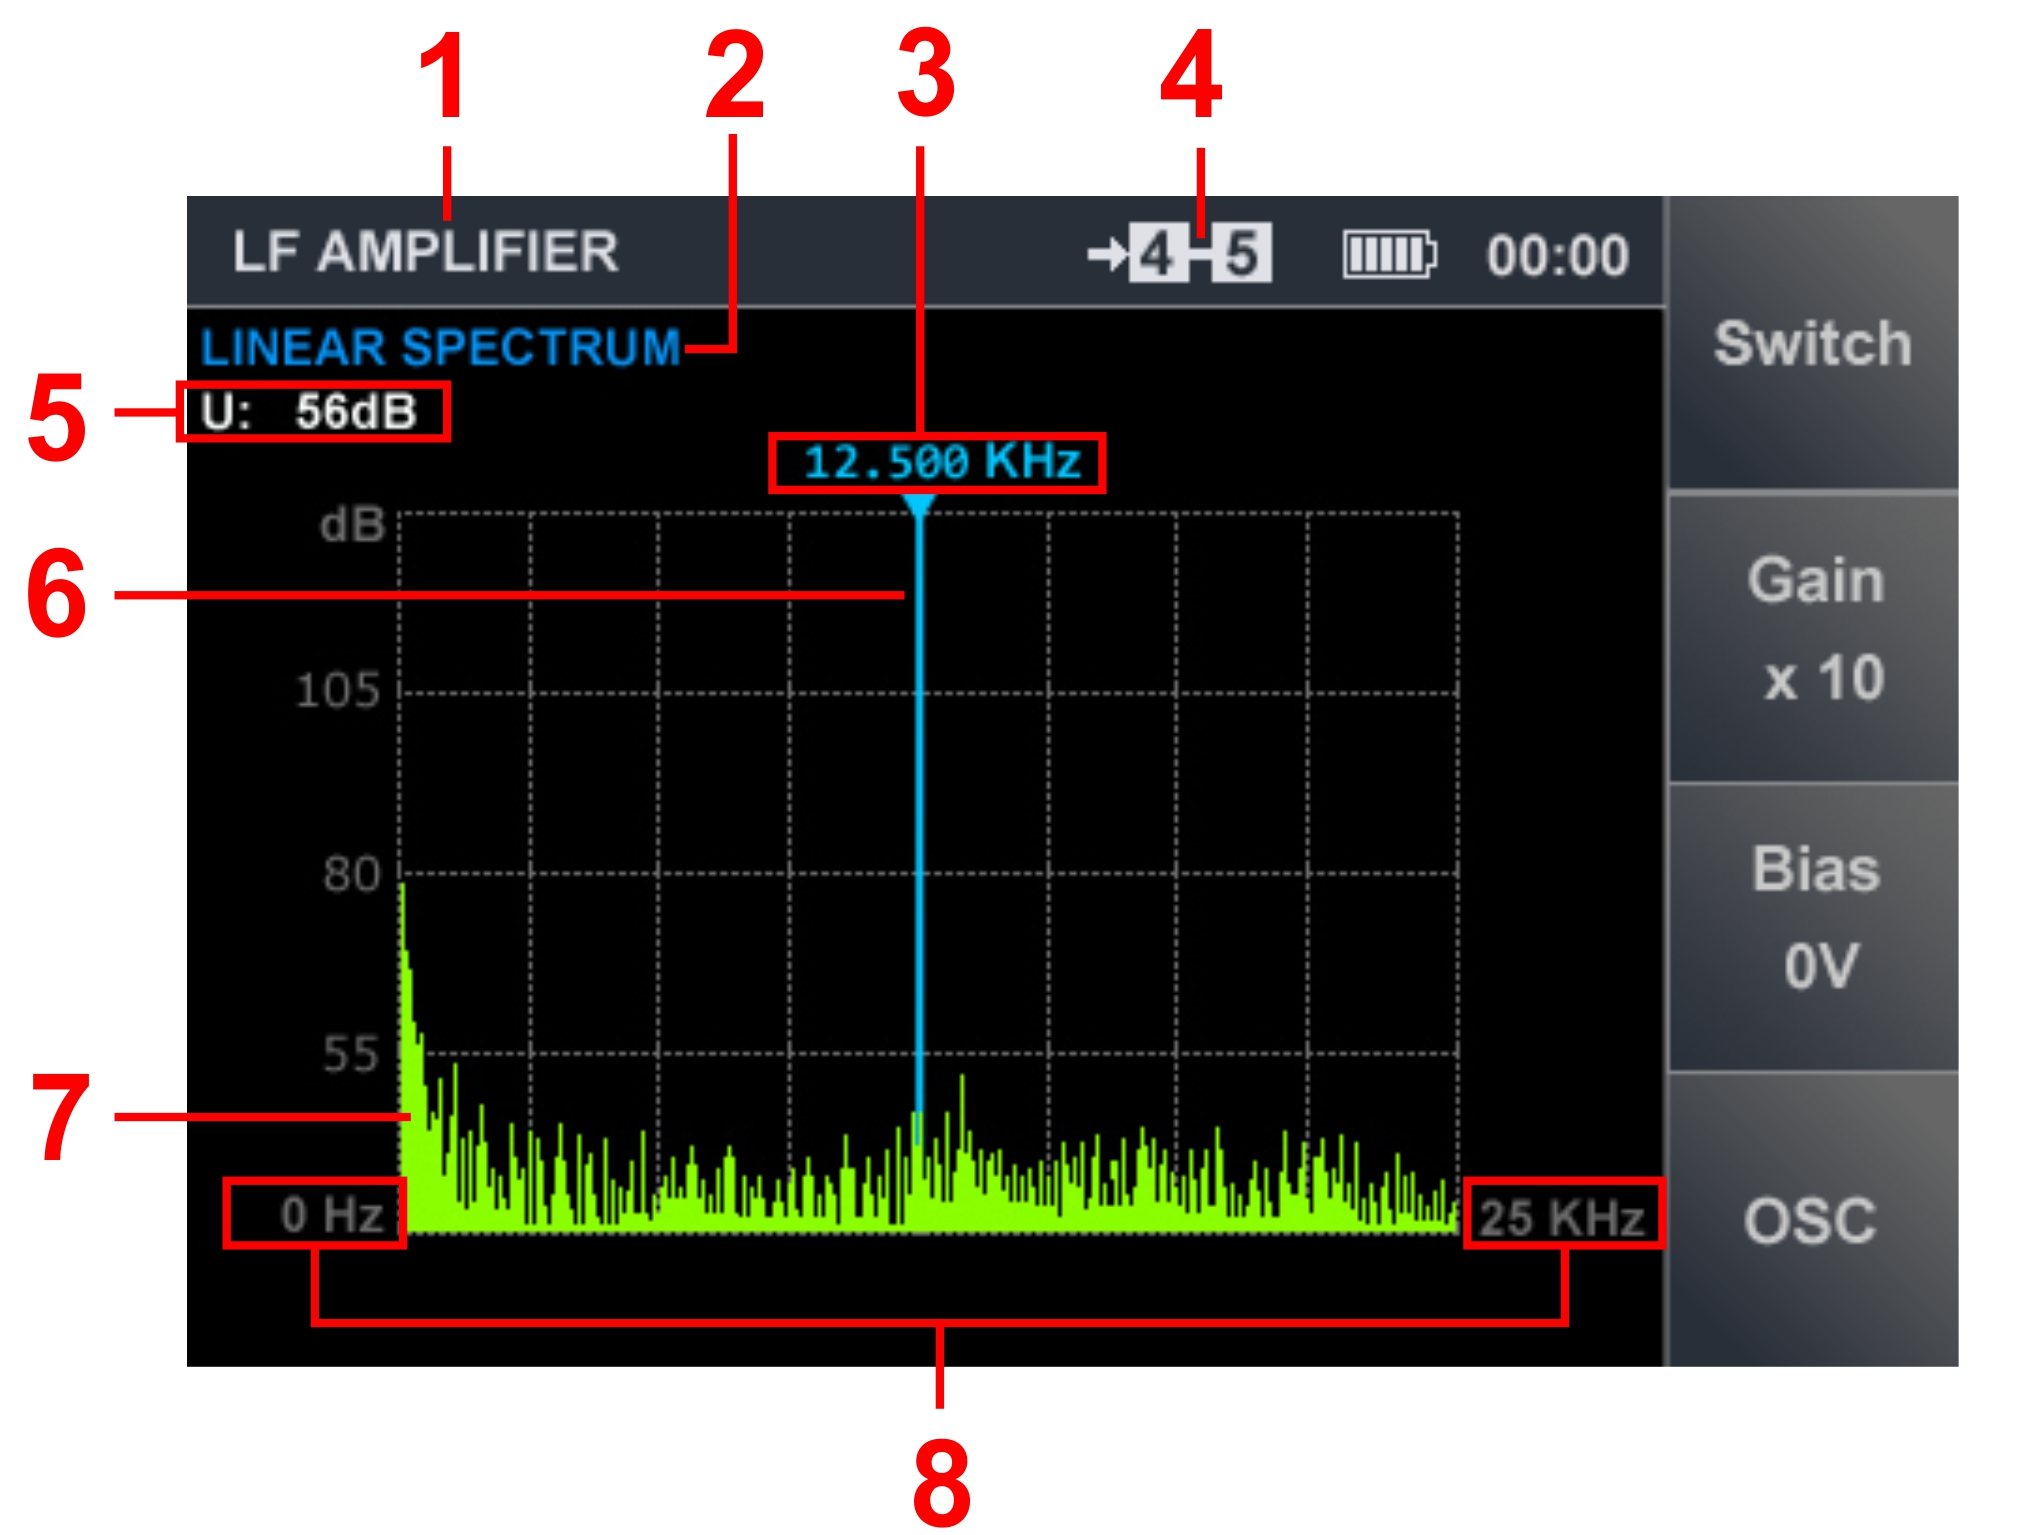 1 2 3 4
LF AMPLIFIER 4 5 00:00
LINEAR SPECTRUM
5
U: 56dB
12.500 KHz
dB
6
105
80
55
7
0 Hz 25 KHz
8
Switch
Gain
x 10
Bias
0V
OSC